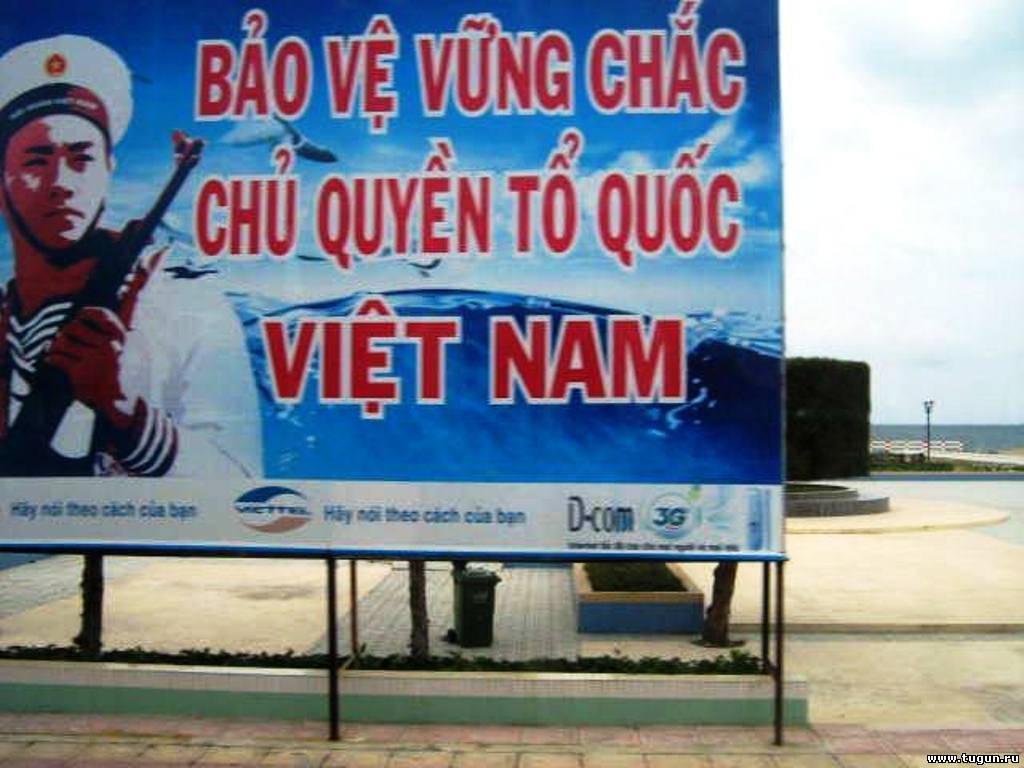 BẢO VỆ VỮNG CHẮC
CHỦ QUYỀN TỔ QUỐC
VIỆT NAM
Hãy nói theo cách của bạn
VIETTEL
Hãy nói theo cách của bạn
D-com
3G
www.tugun.ru